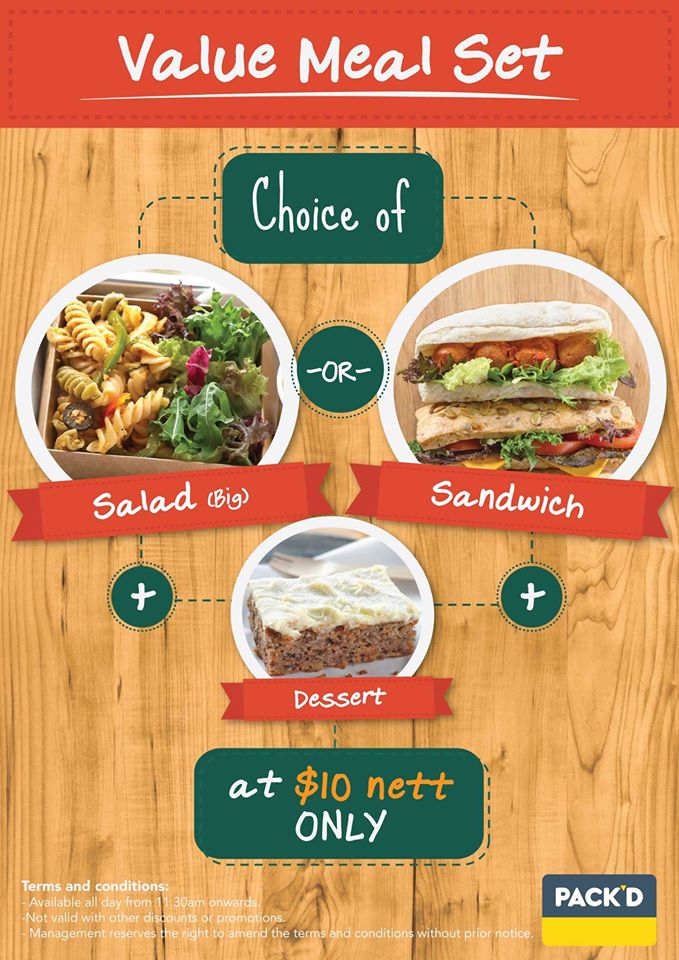 Value Meal Set
Choice of
-OR-
Salad (Big)
Sandwich
+
+
Dessert
at $10 nett
ONLY
Terms and conditions:
- Available all day from 11.30am onwards.
-Not valid with other discounts or promotions.
- Management reserves the right to amend the terms and conditions without prior notice.
PACK'D